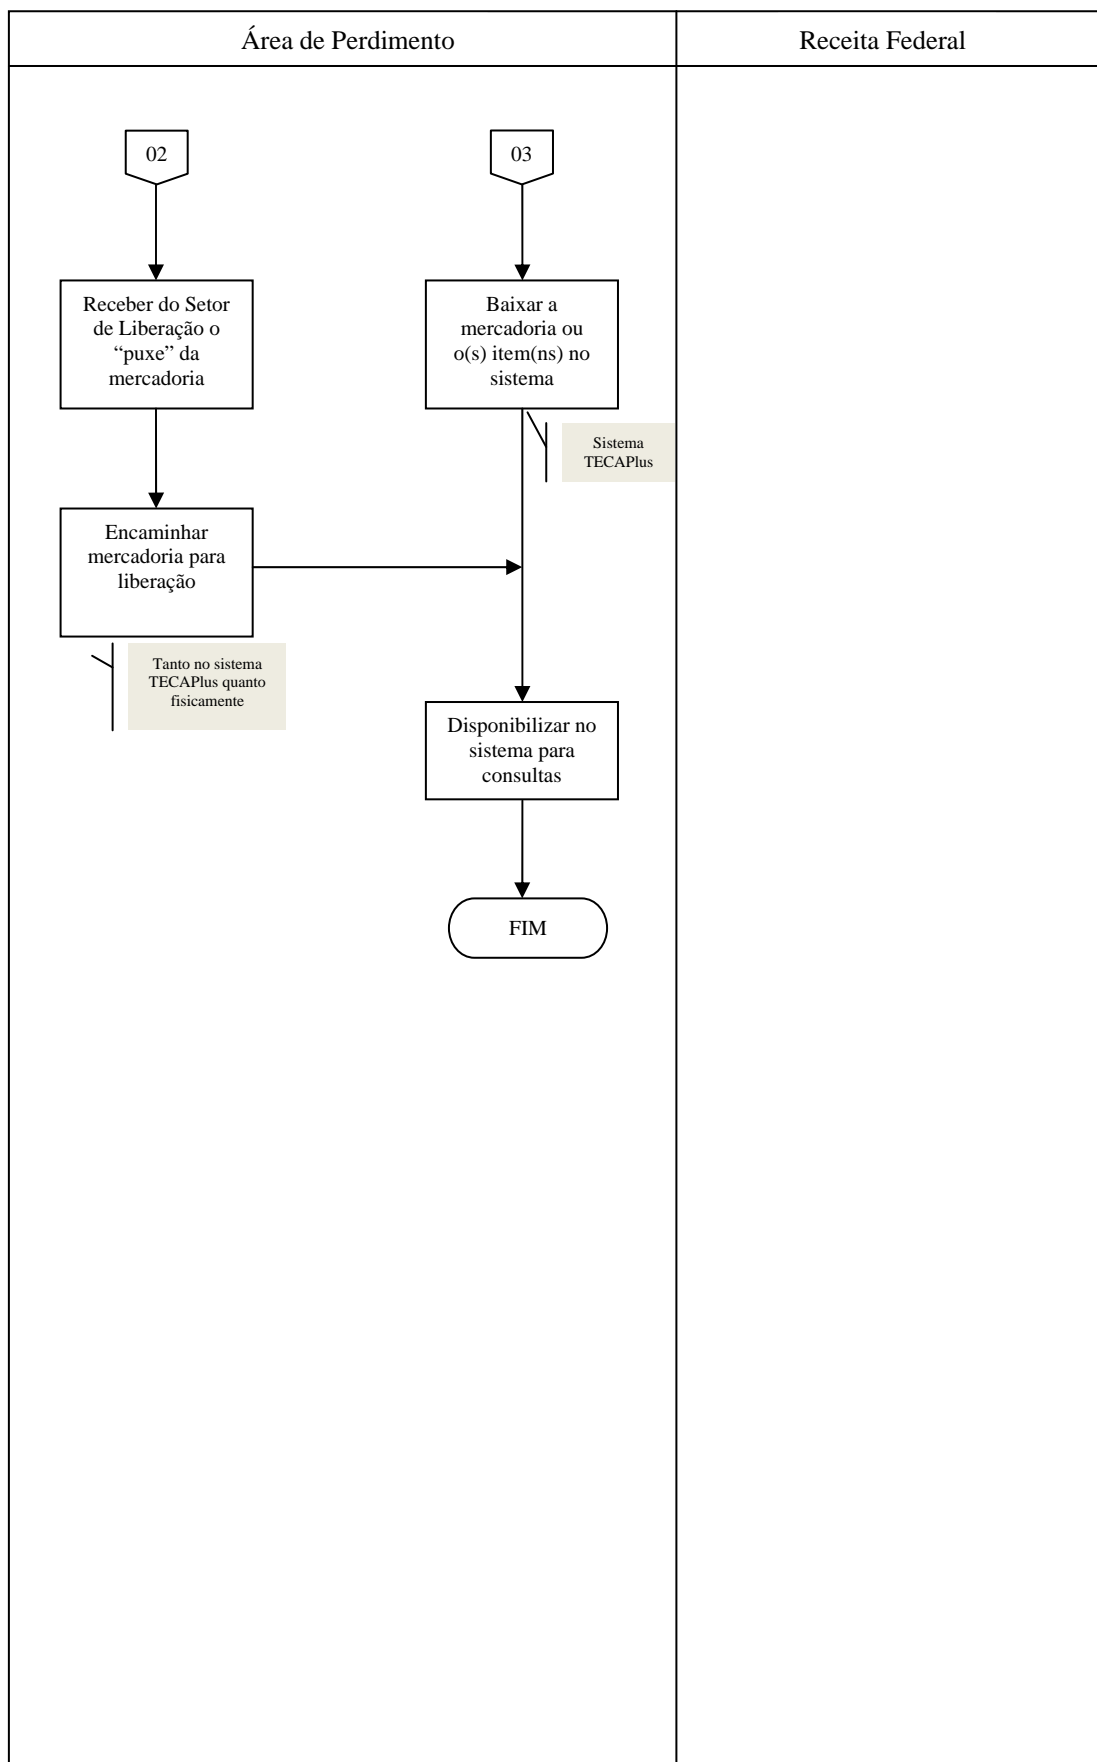 Área de Perdimento
Receita Federal
02
03
Receber do Setor
de Liberação o
“puxe” da
mercadoria
Baixar a
mercadoria ou
o(s) item(ns) no
sistema
Sistema
TECAPlus
Encaminhar
mercadoria para
liberação
Tanto no sistema
TECAPlus quanto
fisicamente
Disponibilizar no
sistema para
consultas
FIM